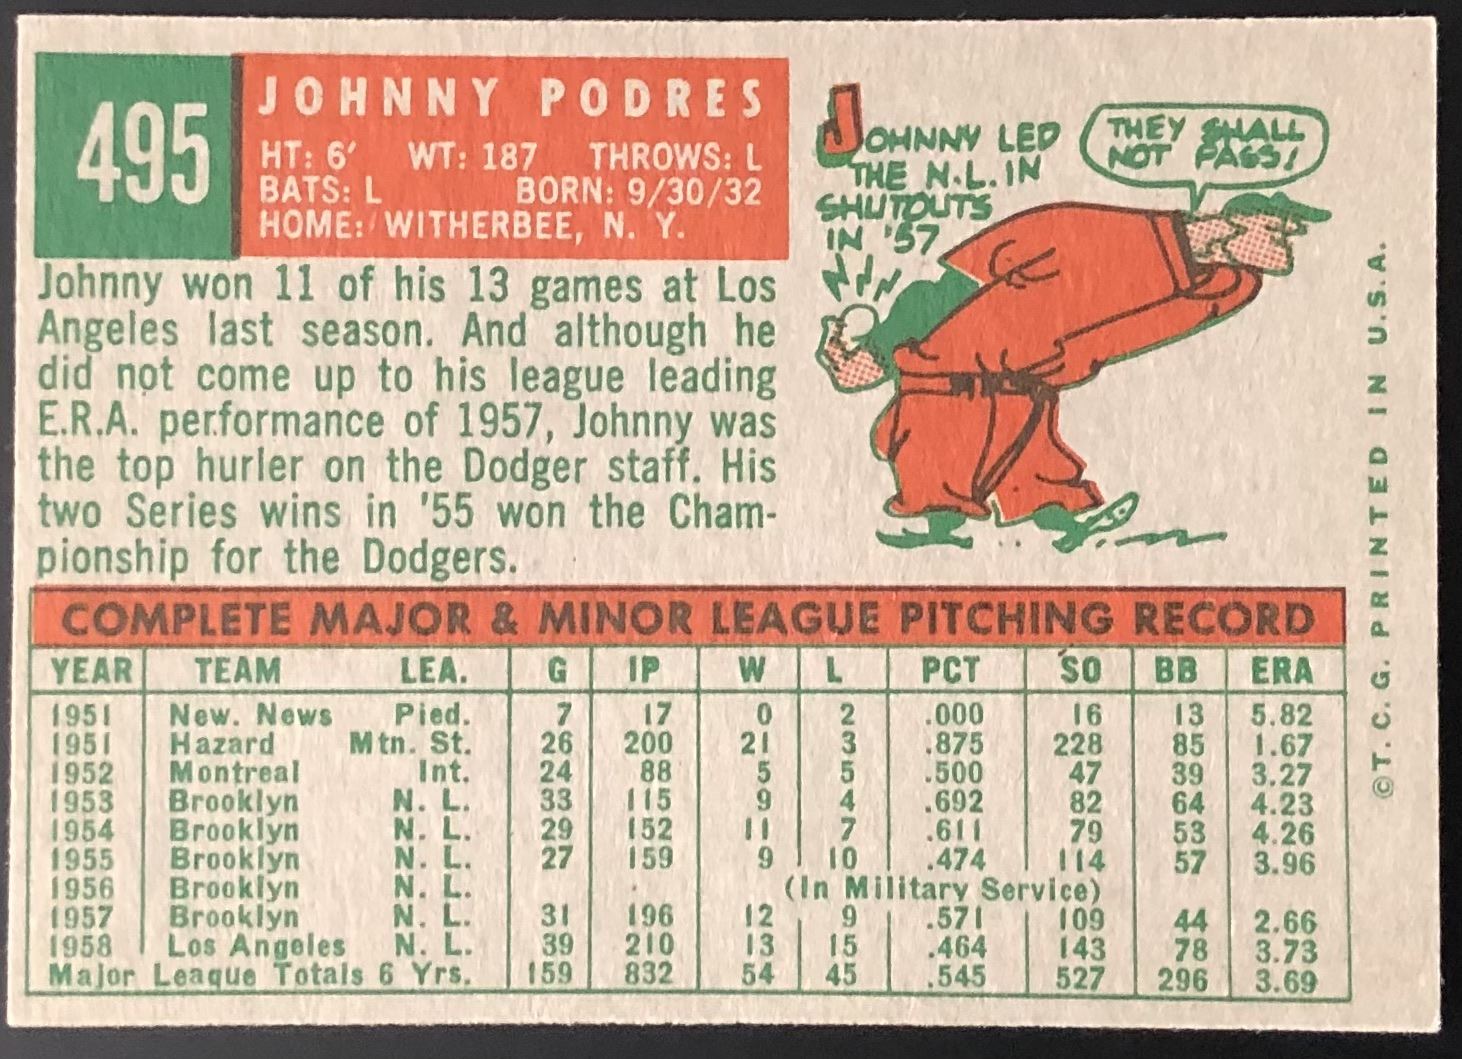 495
JOHNNY PODRES
HT: 6' WT: 187 THROWS: L
BATS: L BORN: 9/30/32
HOME: WITHERBEE, N. Y.
Johnny won 11 of his 13 games at Los
Angeles last season. And although he
did not come up to his league leading
E.R.A. performance of 1957, Johnny was
the top hurler on the Dodger staff. His
two Series wins in '55 won the Cham-
pionship for the Dodgers.
JOHNNY LED
THE N.L. IN
SHUTOUTS
IN '57
THEY SHALL
NOT PASS!
COMPLETE MAJOR & MINOR LEAGUE PITCHING RECORD
YEAR TEAM LEA. G IP W L PCT SO BB ERA
1951 New. News Pied. 7 17 0 2 .000 16 13 5.82
1951 Hazard Mtn. St. 26 200 21 3 .875 228 85 1.67
1952 Montreal Int. 24 88 5 5 .500 47 39 3.27
1953 Brooklyn N. L. 33 115 9 4 .692 82 64 4.23
1954 Brooklyn N. L. 29 152 11 7 .611 79 53 4.26
1955 Brooklyn N. L. 27 159 9 10 .474 114 57 3.96
1956 Brooklyn N. L. (In Military Service)
1957 Brooklyn N. L. 31 196 12 9 .571 109 44 2.66
1958 Los Angeles N. L. 39 210 13 15 .464 143 78 3.73
Major League Totals 6 Yrs. 159 832 54 45 .545 527 296 3.69
©T. C. G. PRINTED IN U.S.A.